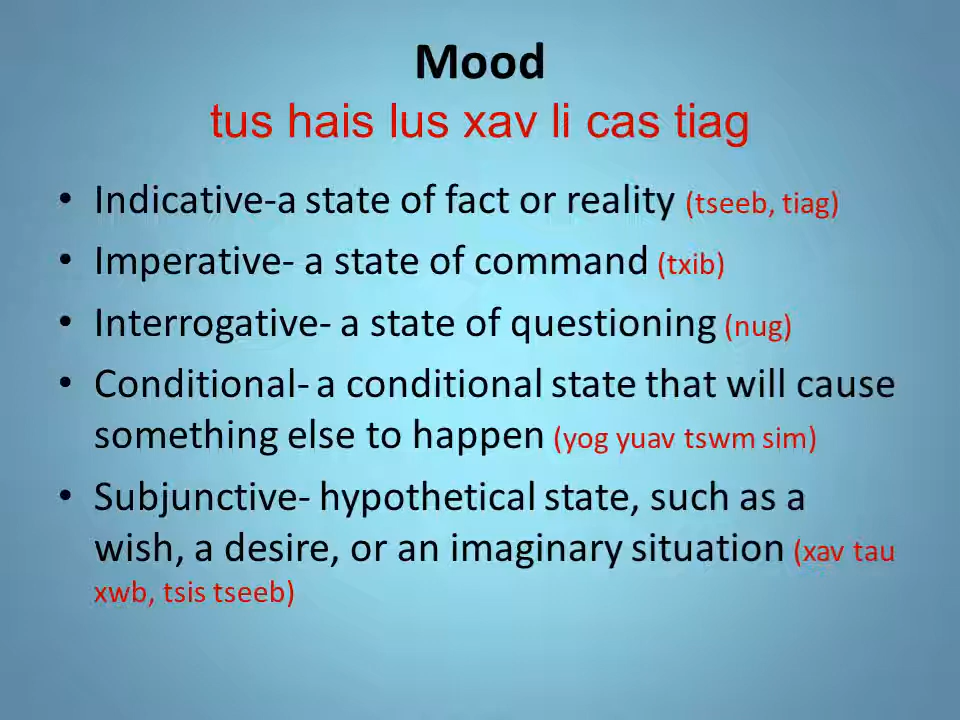 Mood
tus hais lus xav li cas tiag
• Indicative-a state of fact or reality (tseeb, tiag)
• Imperative- a state of command (txib)
• Interrogative- a state of questioning (nug)
• Conditional- a conditional state that will cause
something else to happen (yog yuav tswm sim)
• Subjunctive- hypothetical state, such as a
wish, a desire, or an imaginary situation (xav tau
xwb, tsis tseeb)